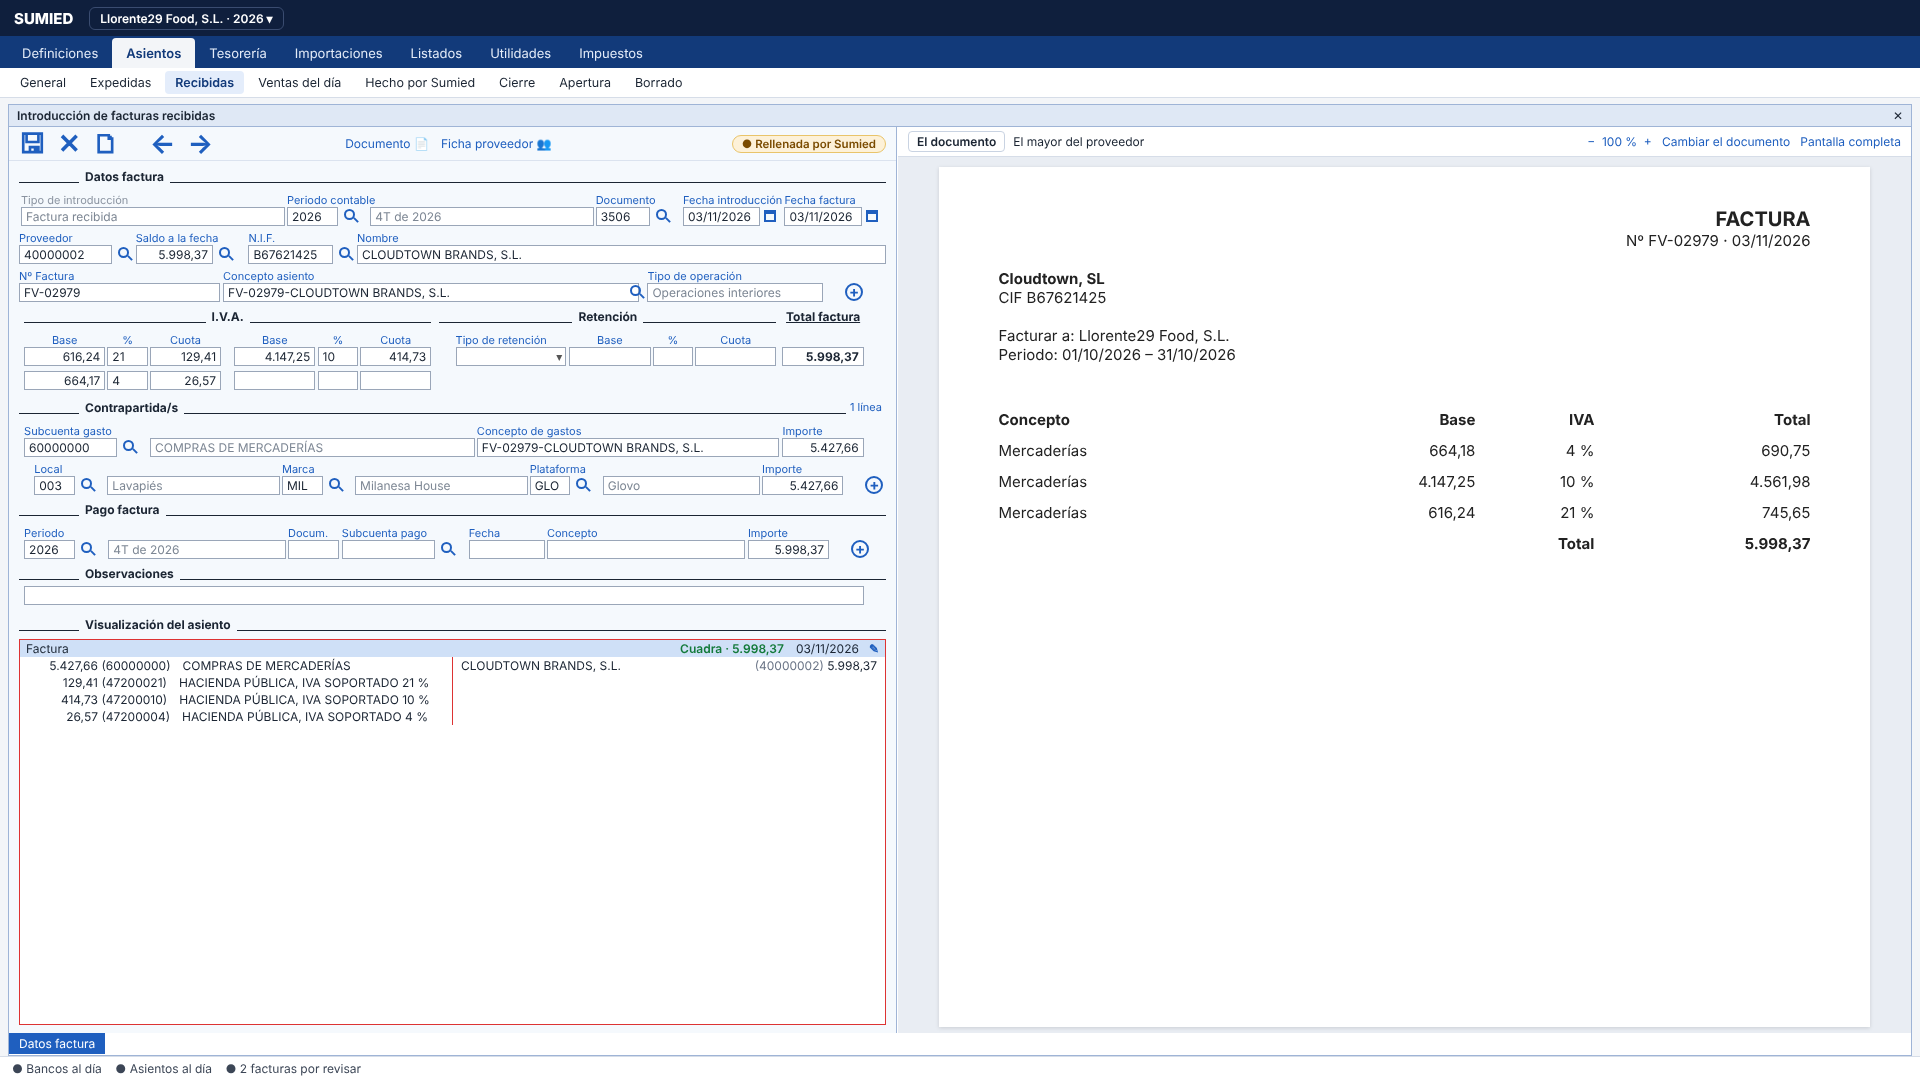 SUMIED Llorente29 Food, S.L. · 2026 ▾
Definiciones Asientos Tesorería Importaciones Listados Utilidades Impuestos
General Expedidas Recibidas Ventas del día Hecho por Sumied Cierre Apertura Borrado
Introducción de facturas recibidas ✕
Documento Ficha proveedor ● Rellenada por Sumied
Datos factura
Tipo de introducción Periodo contable Documento Fecha introducción Fecha factura
Factura recibida 2026 4T de 2026 3506 03/11/2026 03/11/2026
Proveedor Saldo a la fecha N.I.F. Nombre
40000002 5.998,37 B67621425 CLOUDTOWN BRANDS, S.L.
Nº Factura Concepto asiento Tipo de operación
FV-02979 FV-02979-CLOUDTOWN BRANDS, S.L. Operaciones interiores
I.V.A. Retención Total factura
Base % Cuota Base % Cuota Tipo de retención Base % Cuota
616,24 21 129,41 4.147,25 10 414,73 5.998,37
664,17 4 26,57
Contrapartida/s 1 línea
Subcuenta gasto Concepto de gastos Importe
60000000 COMPRAS DE MERCADERÍAS FV-02979-CLOUDTOWN BRANDS, S.L. 5.427,66
Local Marca Plataforma Importe
003 Lavapiés MIL Milanesa House GLO Glovo 5.427,66
Pago factura
Periodo Docum. Subcuenta pago Fecha Concepto Importe
2026 4T de 2026 5.998,37
Observaciones
Visualización del asiento
Factura Cuadra · 5.998,37 03/11/2026
5.427,66 (60000000) COMPRAS DE MERCADERÍAS CLOUDTOWN BRANDS, S.L. (40000002) 5.998,37
129,41 (47200021) HACIENDA PÚBLICA, IVA SOPORTADO 21 %
414,73 (47200010) HACIENDA PÚBLICA, IVA SOPORTADO 10 %
26,57 (47200004) HACIENDA PÚBLICA, IVA SOPORTADO 4 %
Datos factura
El documento El mayor del proveedor − 100 % + Cambiar el documento Pantalla completa
FACTURA
Nº FV-02979 · 03/11/2026
Cloudtown, SL
CIF B67621425
Facturar a: Llorente29 Food, S.L.
Periodo: 01/10/2026 – 31/10/2026
Concepto Base IVA Total
Mercaderías 664,18 4 % 690,75
Mercaderías 4.147,25 10 % 4.561,98
Mercaderías 616,24 21 % 745,65
Total 5.998,37
● Bancos al día ● Asientos al día ● 2 facturas por revisar